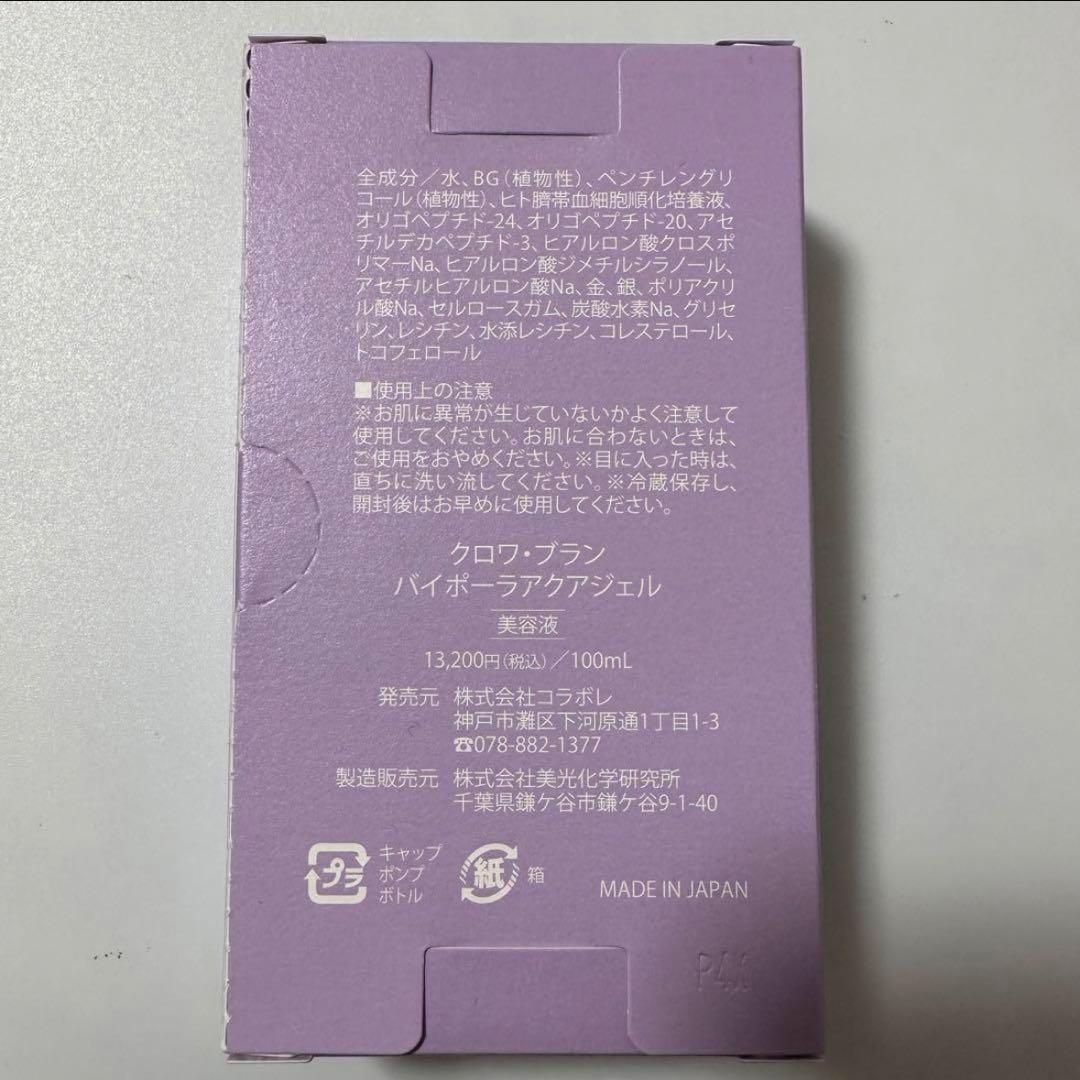 全成分／水、BG(植物性)、ペンチレングリ
コール(植物性)、ヒト臍帯血細胞順化培養液、
オリゴペプチド-24、オリゴペプチド-20、アセ
チルデカペプチド-3、ヒアルロン酸クロスポ
リマーNa、ヒアルロン酸ジメチルシラノール、
アセチルヒアルロン酸Na、金、銀、ポリアクリ
ル酸Na、セルロースガム、炭酸水素Na、グリセ
リン、レシチン、水添レシチン、コレステロール、
トコフェロール
■使用上の注意
※お肌に異常が生じていないかよく注意して
使用してください。お肌に合わないときは、
ご使用をおやめください。※目に入った時は、
直ちに洗い流してください。※冷蔵保存し、
開封後はお早めに使用してください。
クロワ・ブラン
バイポーラアクアジェル
美容液
13,200円(税込)／100mL
発売元 株式会社コラボレ
神戸市灘区下河原通1丁目1-3
☎078-882-1377
製造販売元 株式会社美光化学研究所
千葉県鎌ケ谷市鎌ケ谷9-1-40
プラ キャップ
ポンプ
ボトル
紙 箱
MADE IN JAPAN